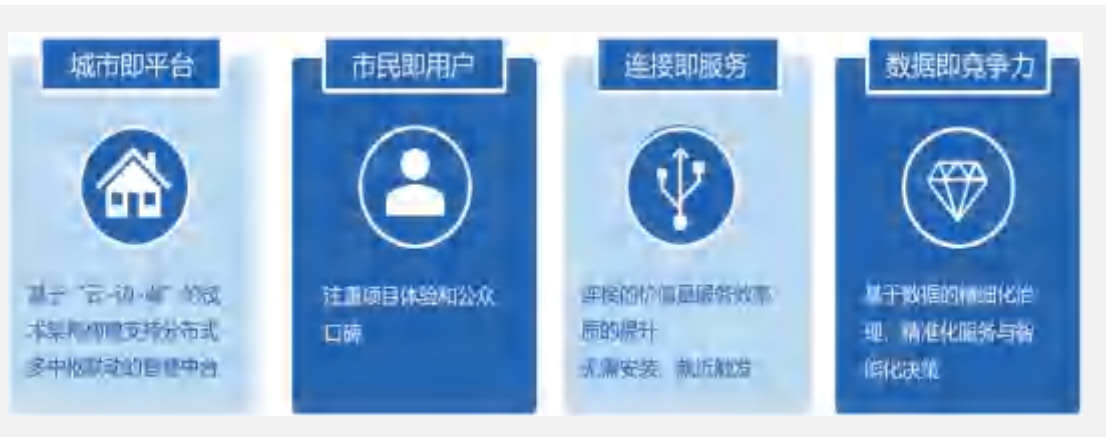 城市即平台
基于“云-边-端”的技
术架构构建支持分布式
多中枢联动的智慧中台
市民即用户
注重项目体验和公众
口碑
连接即服务
连接的价值是服务效率
质的提升
无需安装、就近触发
数据即竞争力
基于数据的精细化治
理、精准化服务与智
能化决策